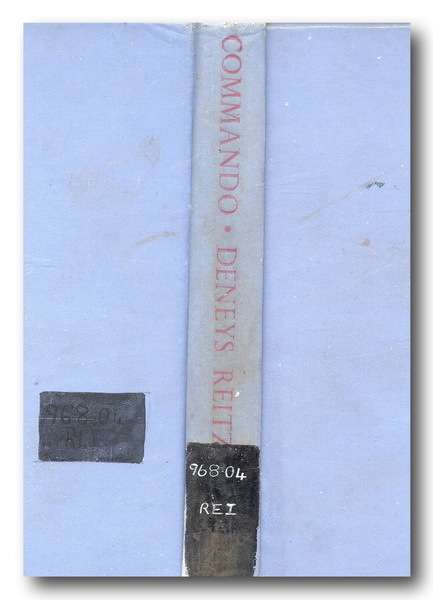 COMMANDO • DENEYS REITZ
968-04
REI
968-04
REI